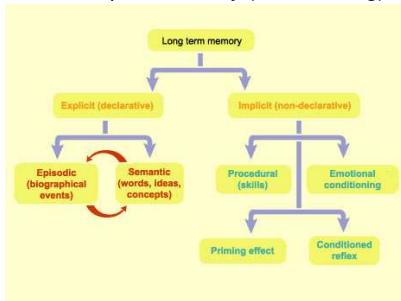 Long term memory
Explicit (declarative)
Implicit (non-declarative)
Episodic
(biographical
events)
Semantic
(words, ideas,
concepts)
Procedural
(skills)
Emotional
conditioning
Priming effect
Conditioned
reflex